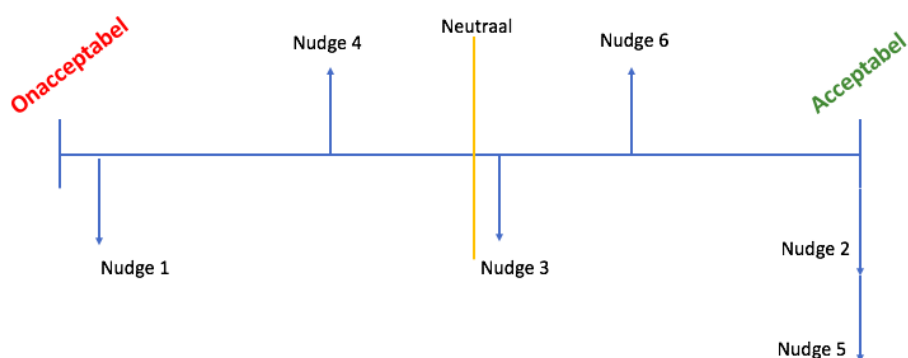 Onacceptabel
Nudge 4
Neutraal
Nudge 6
Acceptabel
Nudge 1
Nudge 3
Nudge 2
Nudge 5